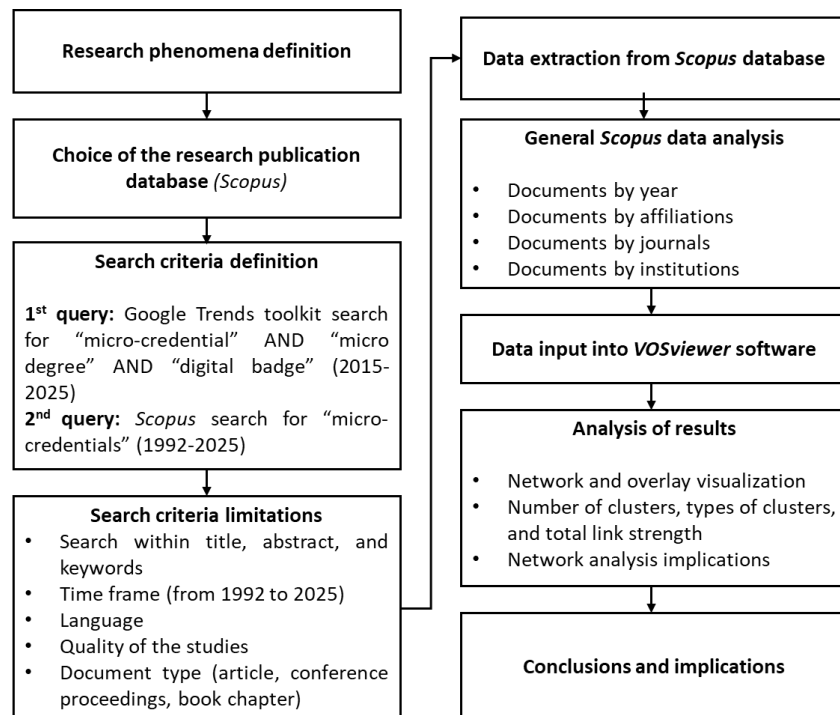 Research phenomena definition
Choice of the research publication
database (Scopus)
Search criteria definition
1st query: Google Trends toolkit search
for “micro-credential” AND “micro
degree” AND “digital badge” (2015-
2025)
2nd query: Scopus search for “micro-
credentials” (1992-2025)
Search criteria limitations
• Search within title, abstract, and
keywords
• Time frame (from 1992 to 2025)
• Language
• Quality of the studies
• Document type (article, conference
proceedings, book chapter)
Data extraction from Scopus database
General Scopus data analysis
• Documents by year
• Documents by affiliations
• Documents by journals
• Documents by institutions
Data input into VOSviewer software
Analysis of results
• Network and overlay visualization
• Number of clusters, types of clusters,
and total link strength
• Network analysis implications
Conclusions and implications